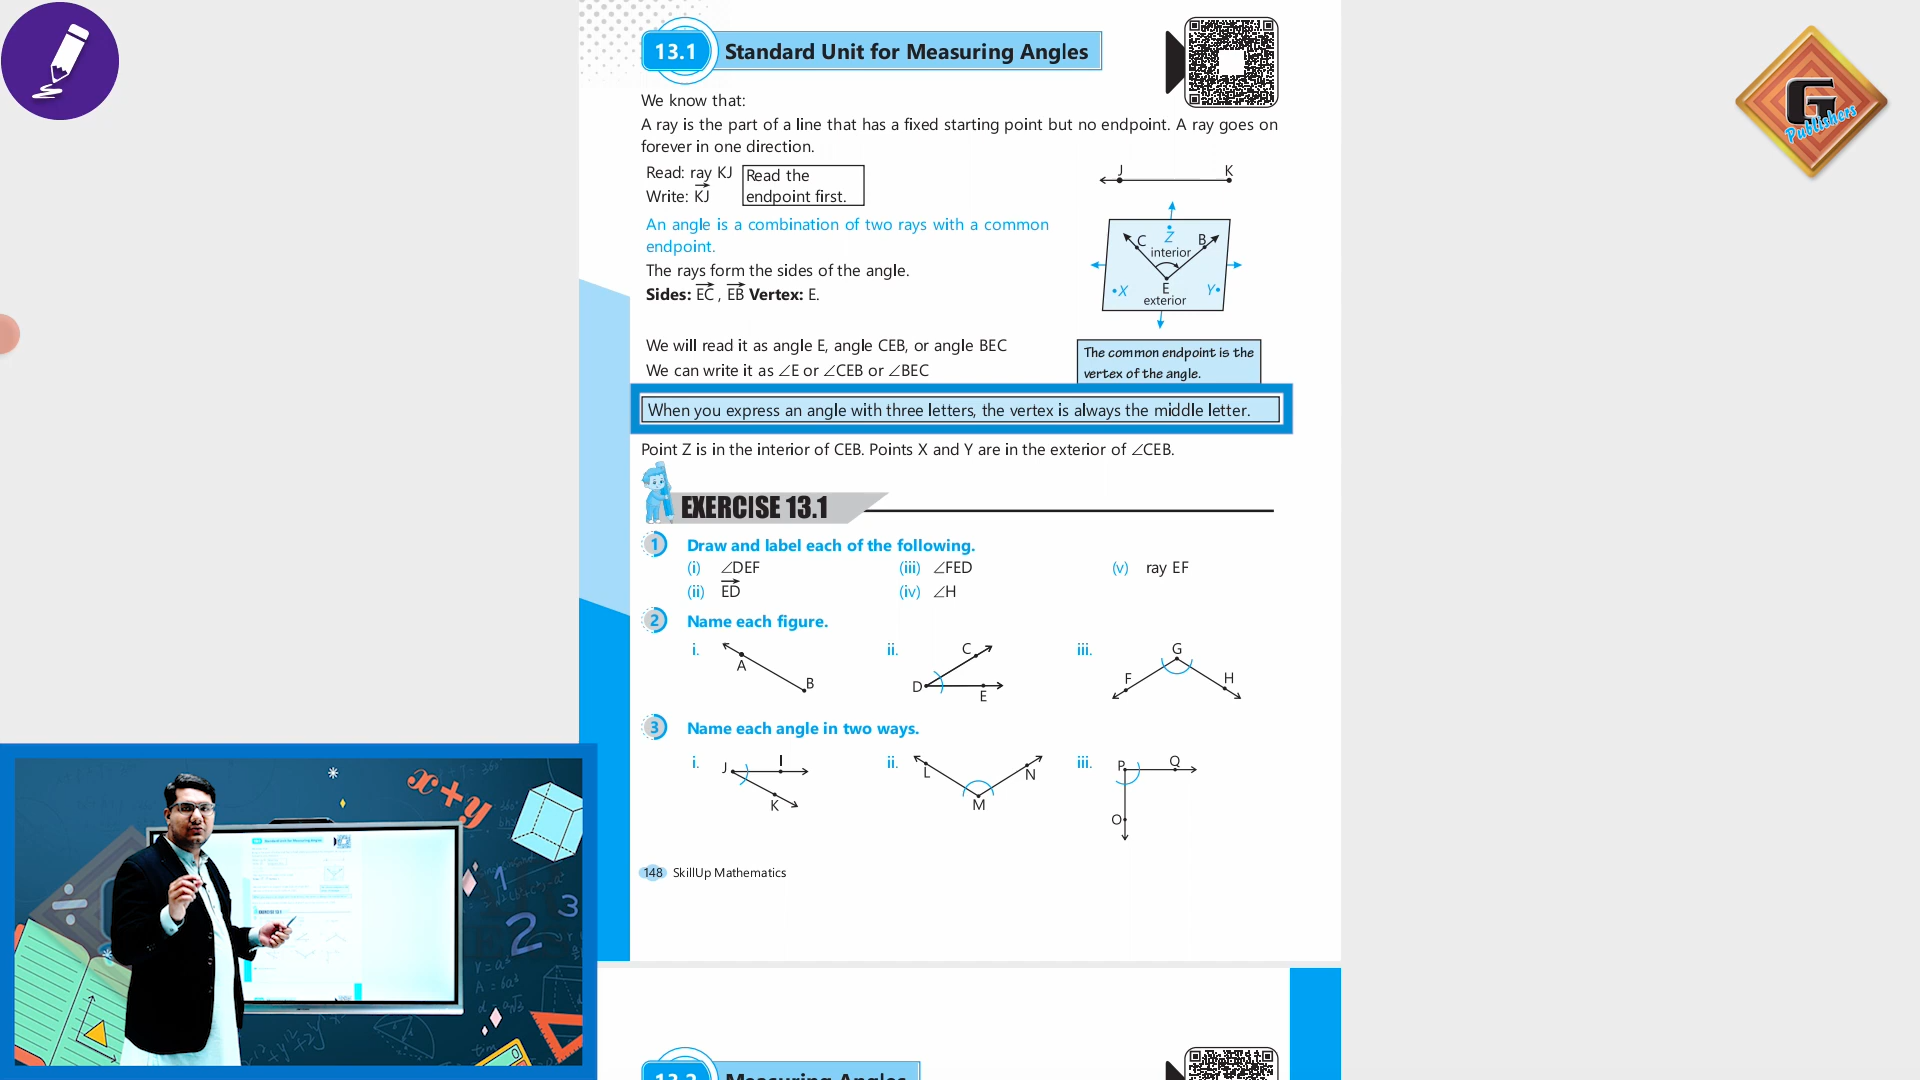 13.1 Standard Unit for Measuring Angles
We know that:
A ray is the part of a line that has a fixed starting point but no endpoint. A ray goes on
forever in one direction.
Read: ray KJ
Write: KJ
Read the
endpoint first.
J K
An angle is a combination of two rays with a common
endpoint.
The rays form the sides of the angle.
Sides: EC , EB Vertex: E.
C Z B
interior
E
X Y
exterior
We will read it as angle E, angle CEB, or angle BEC
We can write it as ∠E or ∠CEB or ∠BEC
The common endpoint is the
vertex of the angle.
When you express an angle with three letters, the vertex is always the middle letter.
Point Z is in the interior of CEB. Points X and Y are in the exterior of ∠CEB.
EXERCISE 13.1
1 Draw and label each of the following.
(i) ∠DEF (iii) ∠FED (v) ray EF
(ii) ED (iv) ∠H
2 Name each figure.
i. A B
ii. C D E
iii. G F H
3 Name each angle in two ways.
i. J I K
ii. L N M
iii. P Q O
148 SkillUp Mathematics
13.2 Measuring Angles
G
Publishers
x+y
1
2
3